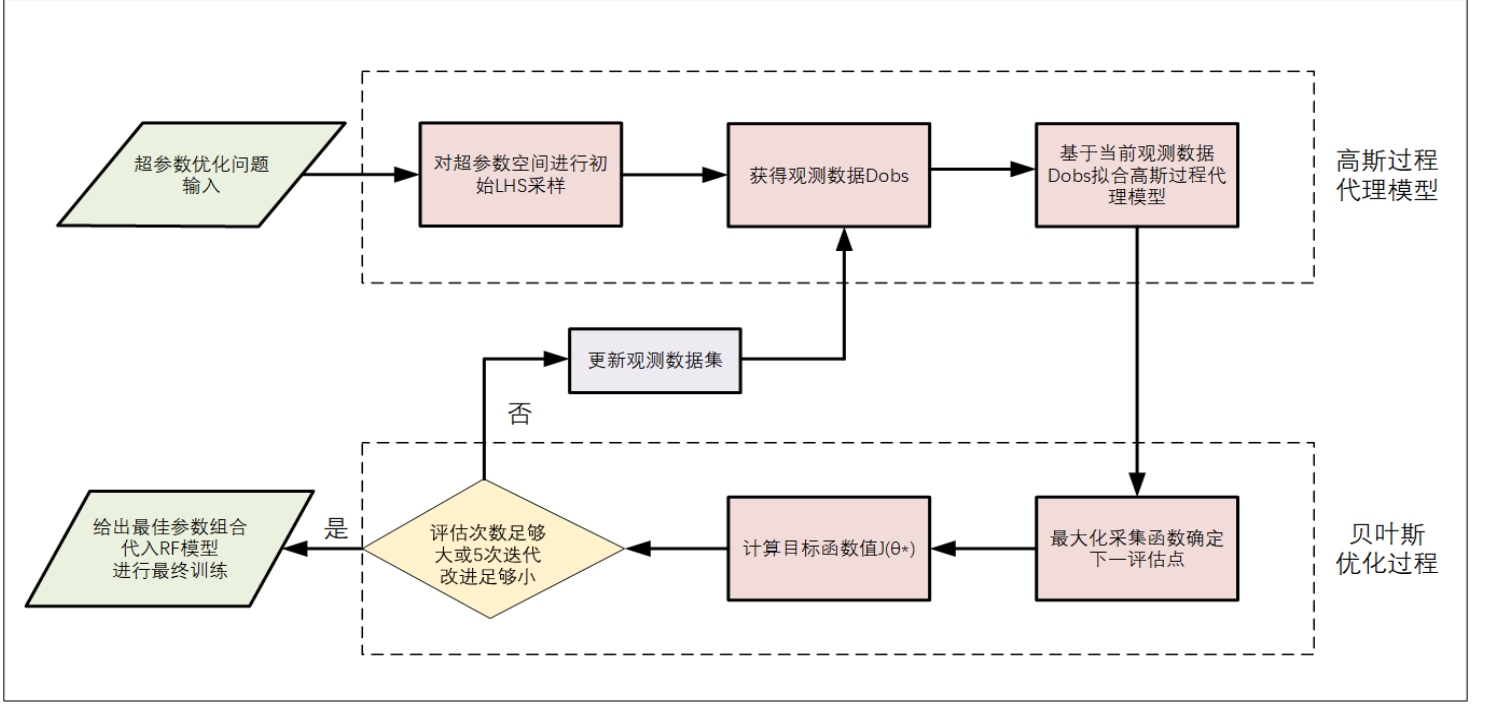 超参数优化问题
输入
对超参数空间进行初
始LHS采样
获得观测数据Dobs
基于当前观测数据
Dobs拟合高斯过程代
理模型
高斯过程
代理模型
更新观测数据集
否
给出最佳参数组合
代入RF模型
进行最终训练
是
评估次数足够
大或5次迭代
改进足够小
计算目标函数值J(θ*)
最大化采集函数确定
下一评估点
贝叶斯
优化过程